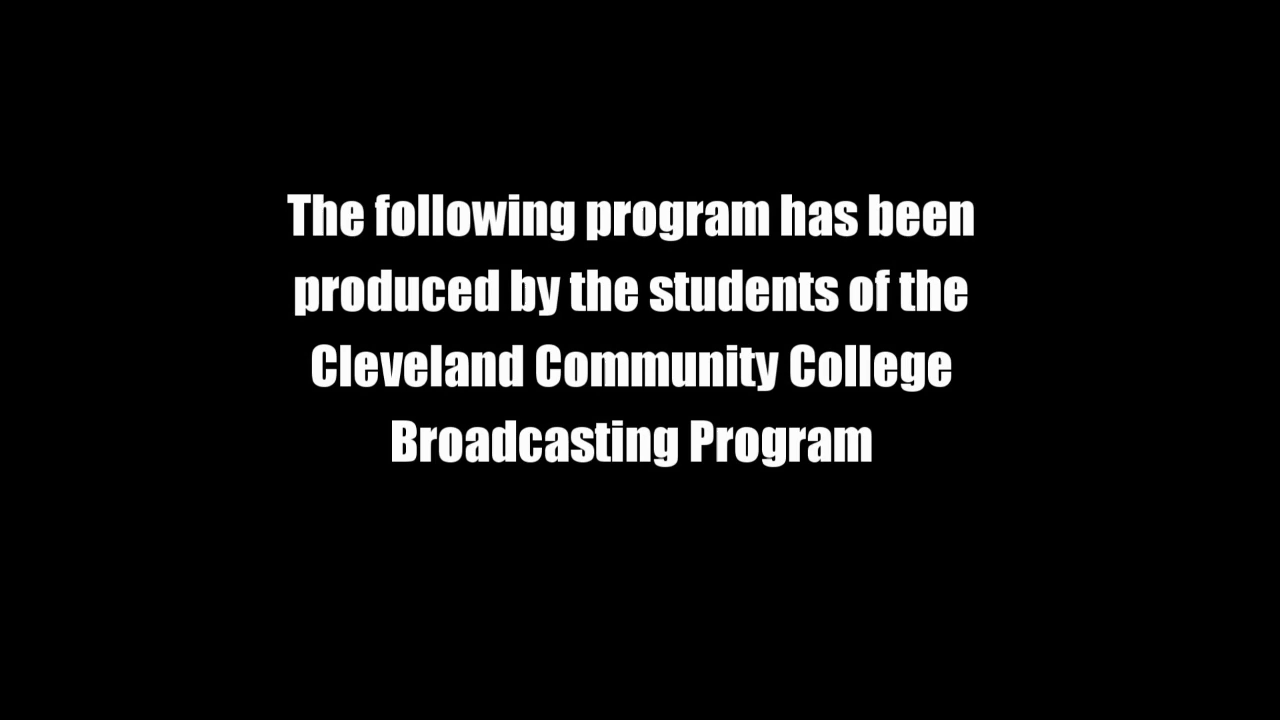 The following program has been
produced by the students of the
Cleveland Community College
Broadcasting Program